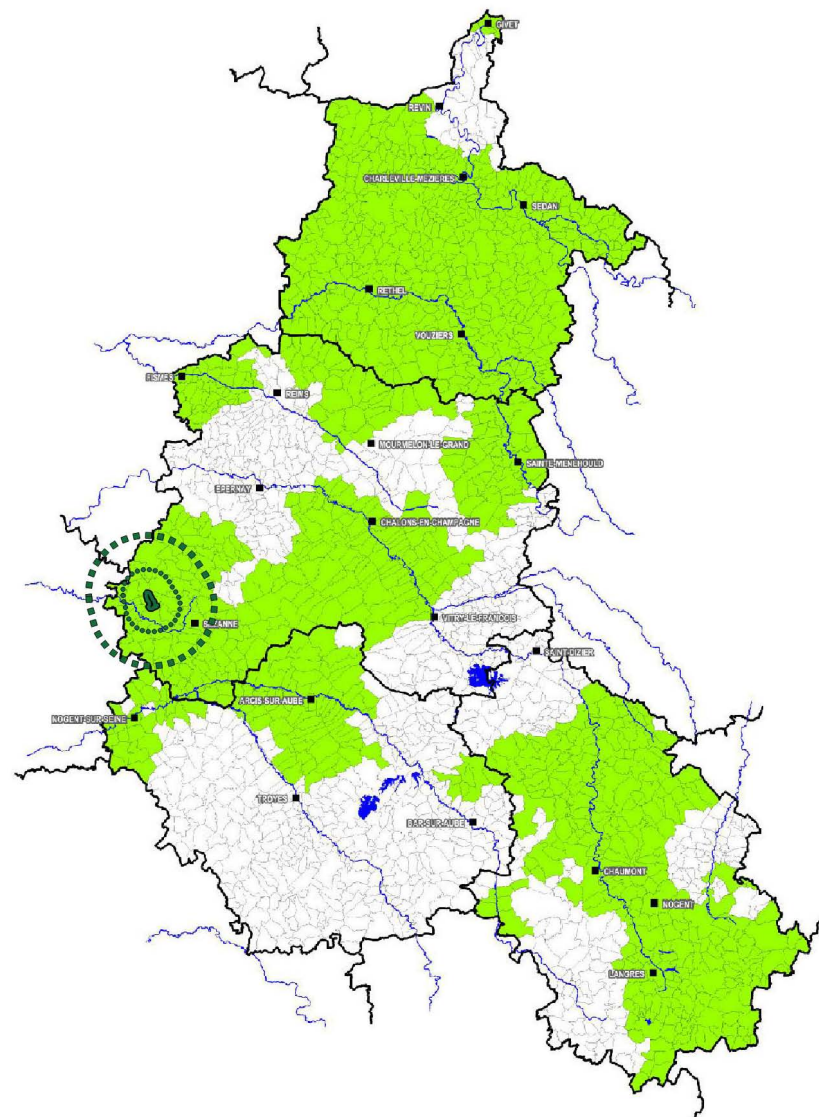 GIVET
REVIN
CHARLEVILLE-MEZIERES
SEDAN
RETHEL
VOUZIERS
FISMES
REIMS
MOURMELON-LE-GRAND
SAINTE-MENEHOULD
EPERNAY
CHALONS-EN-CHAMPAGNE
VITRY-LE-FRANCOIS
SEZANNE
SAINT-DIZIER
ARCIS-SUR-AUBE
NOGENT-SUR-SEINE
TROYES
BAR-SUR-AUBE
CHAUMONT
NOGENT
LANGRES